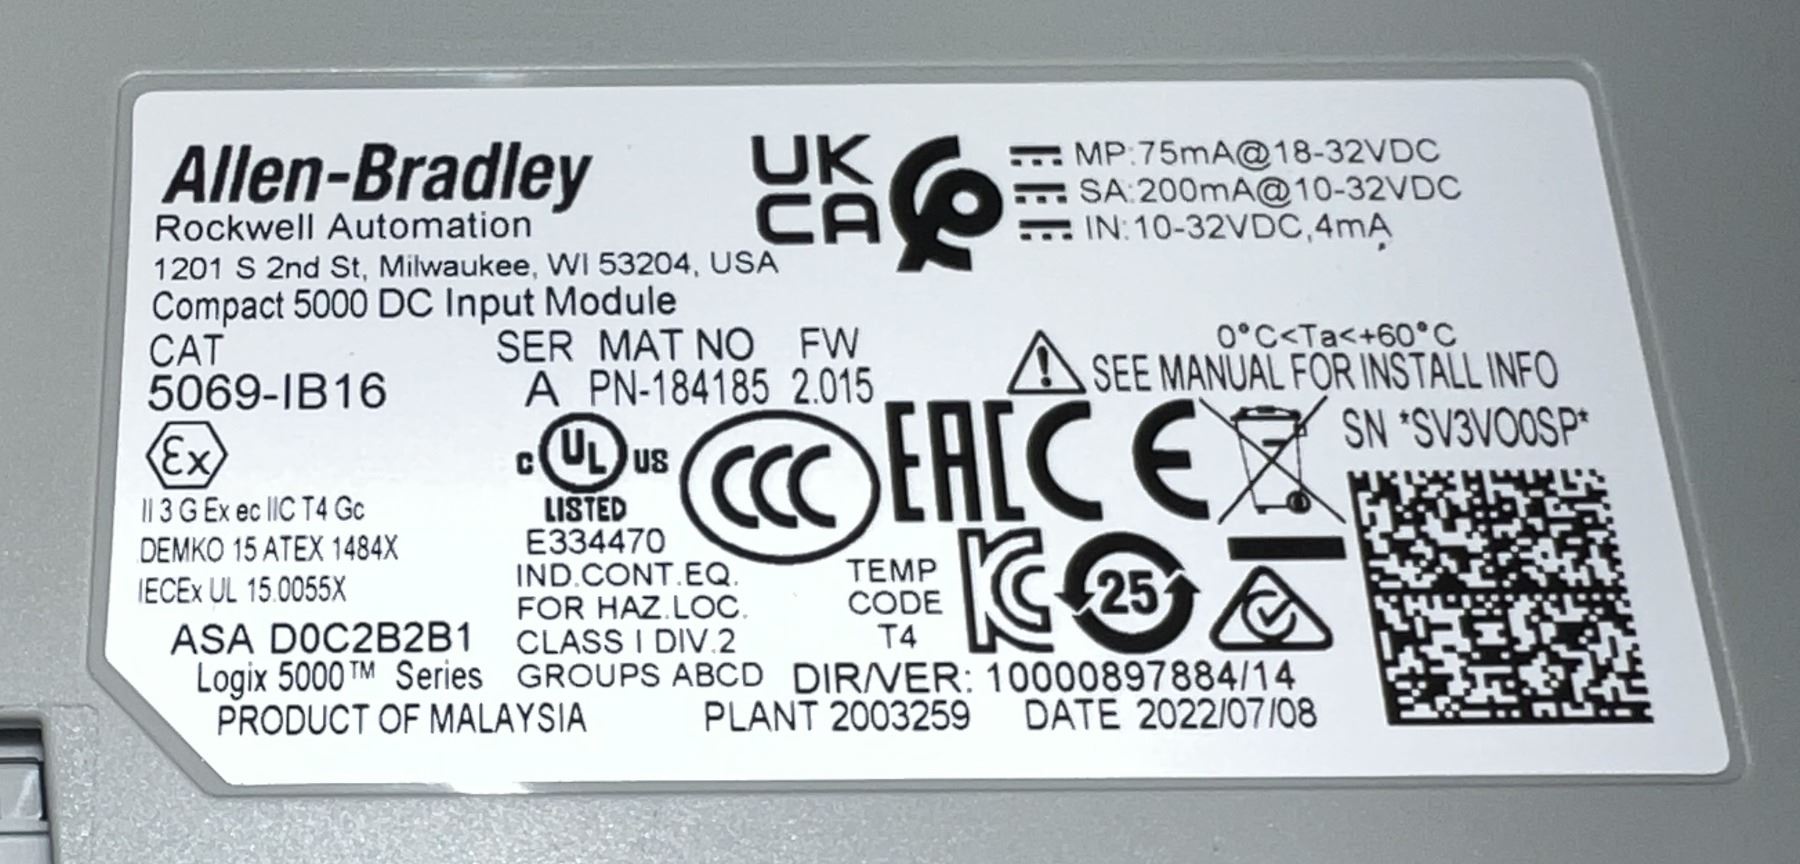 Allen-Bradley
Rockwell Automation
1201 S 2nd St, Milwaukee, WI 53204, USA
Compact 5000 DC Input Module
UK
CA
MP:75mA@18-32VDC
SA:200mA@10-32VDC
IN:10-32VDC,4mA
CAT SER MAT NO FW
5069-IB16 A PN-184185 2.015
0°C<Ta<+60°C
SEE MANUAL FOR INSTALL INFO
SN *SV3VO0SP*
Ex
II 3 G Ex ec IIC T4 Gc
DEMKO 15 ATEX 1484X
IECEx UL 15.0055X
ASA D0C2B2B1
Logix 5000™ Series
PRODUCT OF MALAYSIA
c UL US
LISTED
E334470
IND.CONT.EQ.
FOR HAZ.LOC.
CLASS I DIV.2
GROUPS ABCD
CCC
EAC
CE
TEMP
CODE
T4
KC
25
DIR/VER: 10000897884/14
PLANT 2003259 DATE 2022/07/08